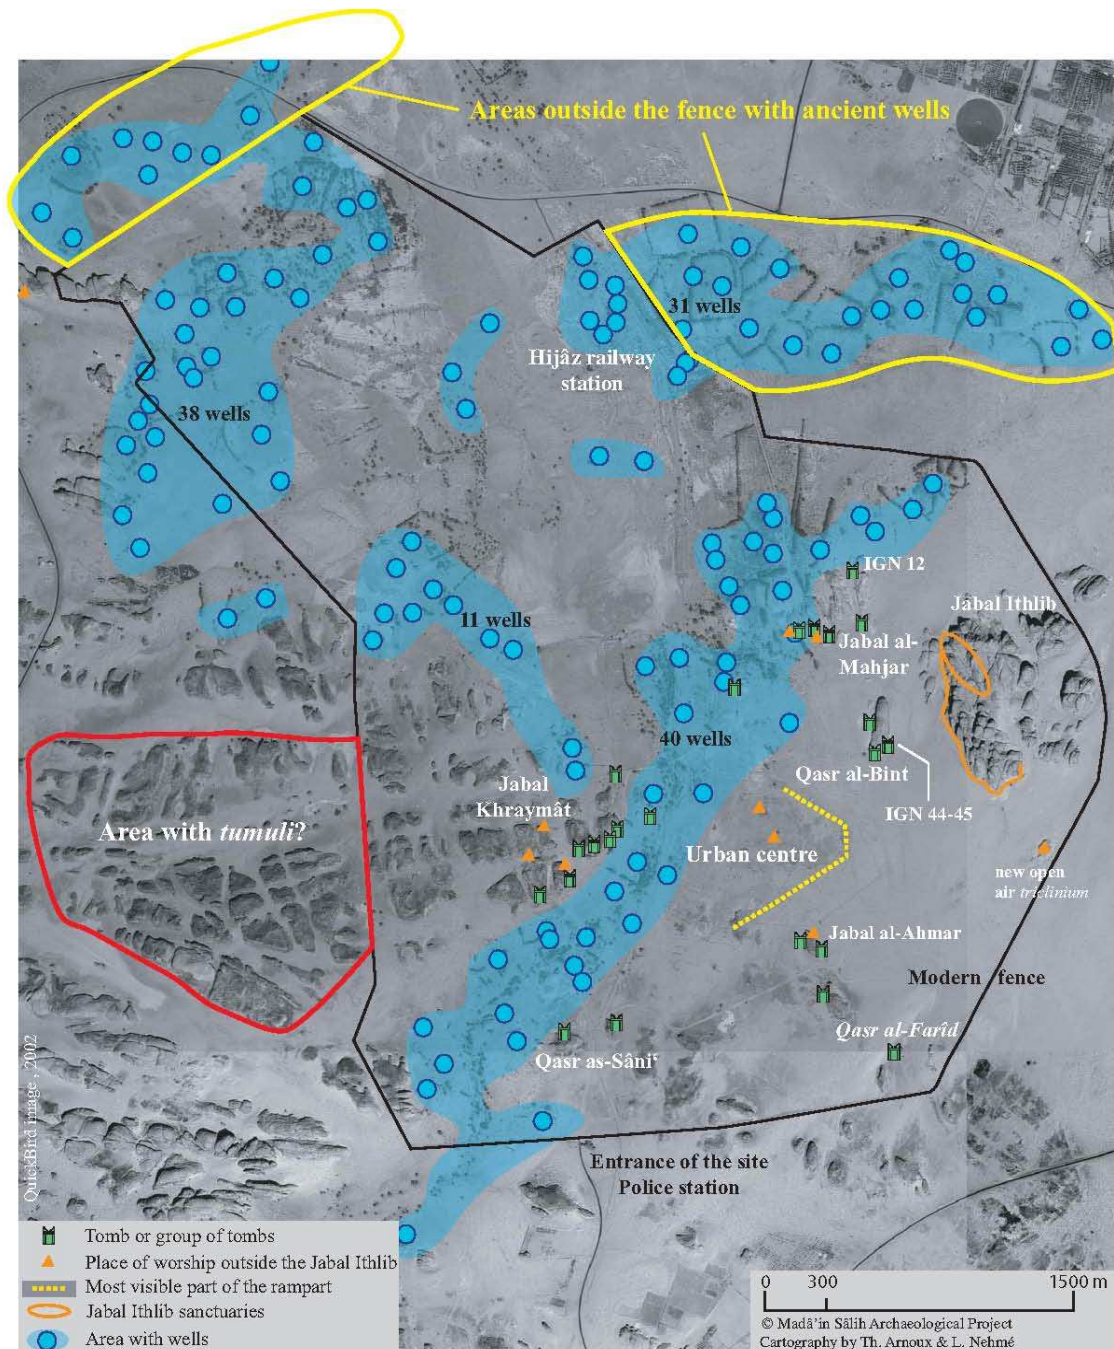 Areas outside the fence with ancient wells
31 wells
Hijâz railway
station
38 wells
IGN 12
Jabal Ithlib
11 wells
Jabal al-
Mahjar
40 wells
Qasr al-Bint
Jabal
Khraymât
IGN 44-45
Area with tumuli?
Urban centre
new open
air triclinium
Jabal al-Ahmar
Modern fence
Qasr al-Farîd
Qasr as-Sâniʿ
QuickBird image, 2002
Entrance of the site
Police station
Tomb or group of tombs
Place of worship outside the Jabal Ithlib
Most visible part of the rampart
Jabal Ithlib sanctuaries
Area with wells
0 300 1500 m
© Madâ'in Sâlih Archaeological Project
Cartography by Th. Arnoux & L. Nehmé